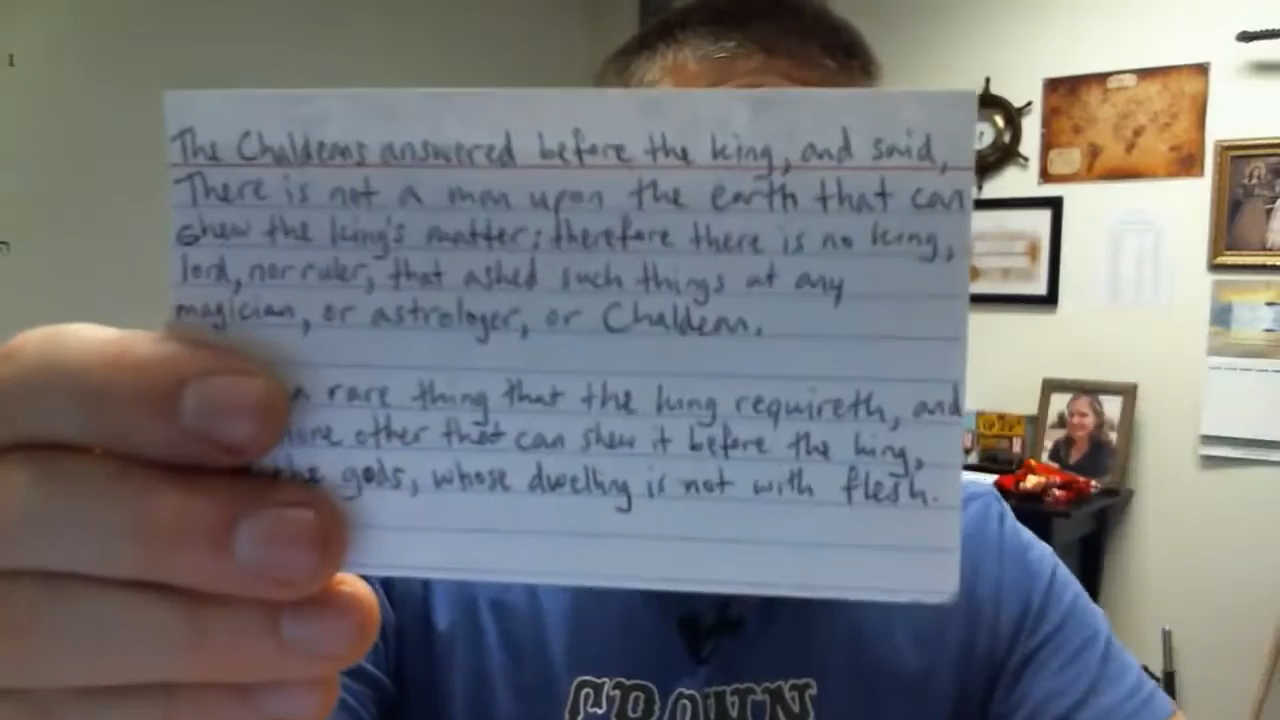 The Chaldeans answered before the king, and said,
There is not a man upon the earth that can
shew the king's matter; therefore there is no king,
lord, nor ruler, that asked such things at any
magician, or astrologer, or Chaldean.
rare thing that the king requireth, and
other that can shew it before the king,
the gods, whose dwelling is not with flesh.
CROWN